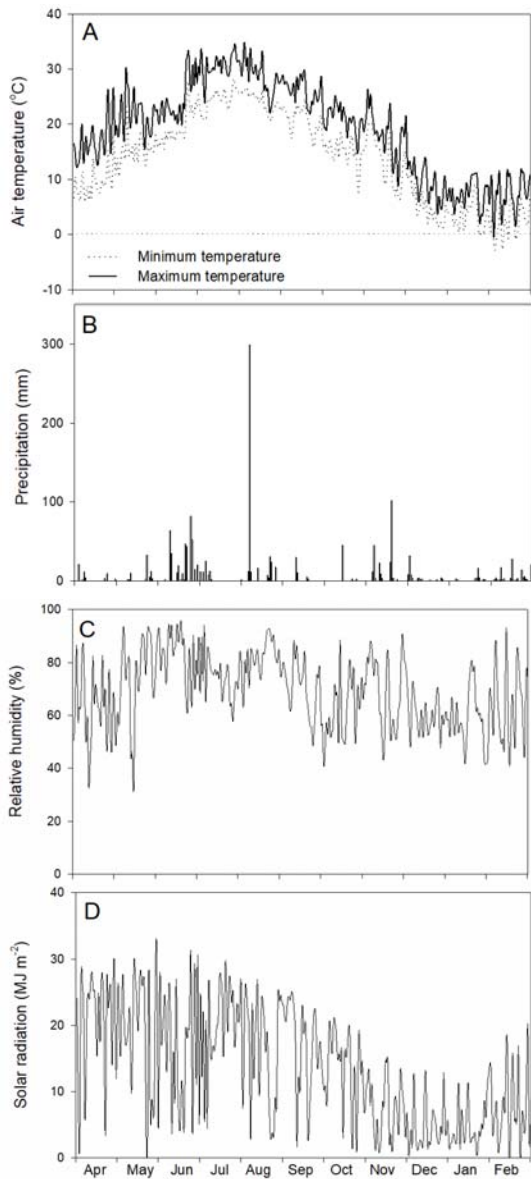 A
Air temperature (°C)
40
30
20
10
0
-10
Minimum temperature
Maximum temperature
B
Precipitation (mm)
300
200
100
0
C
Relative humidity (%)
100
80
60
40
20
0
D
Solar radiation (MJ m-2)
40
30
20
10
0
Apr May Jun Jul Aug Sep Oct Nov Dec Jan Feb